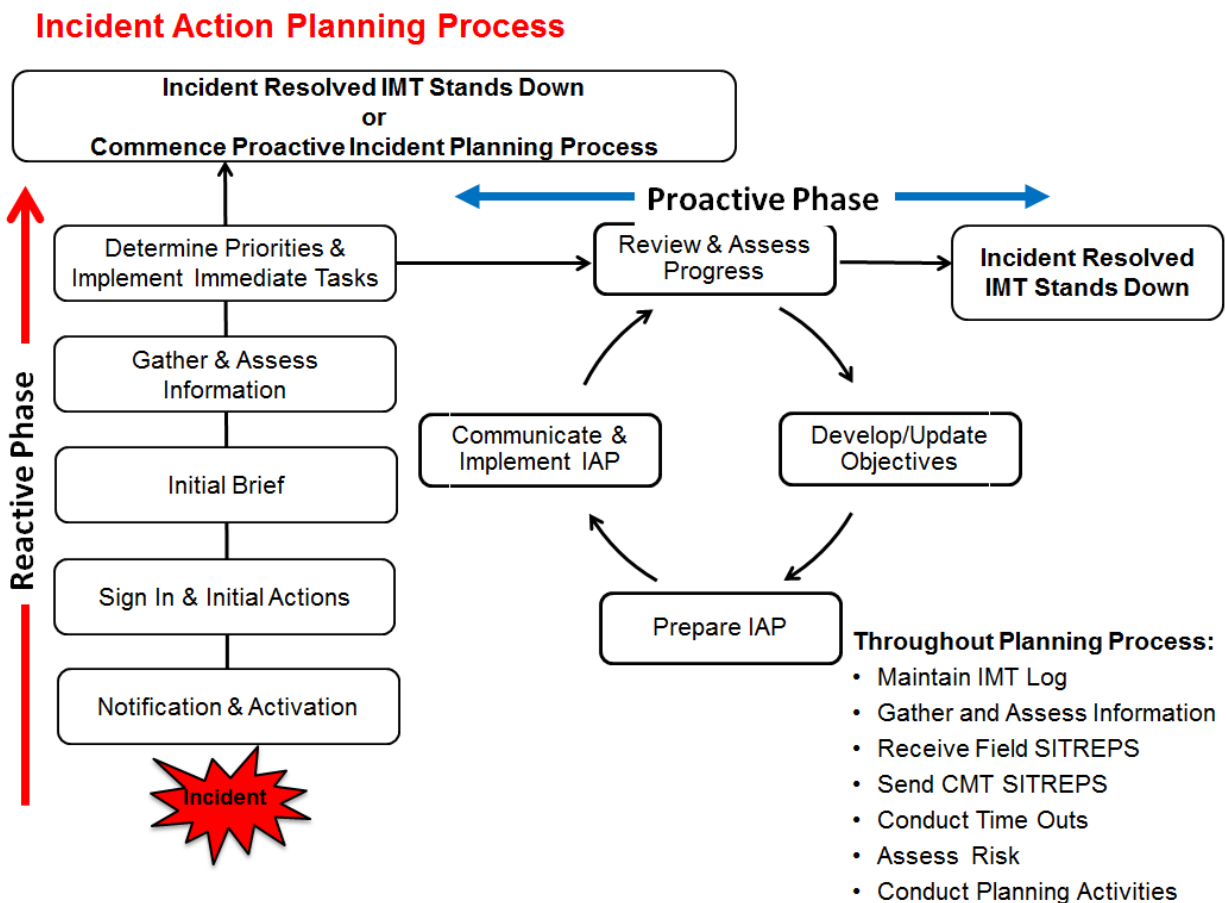 Incident Action Planning Process
Incident Resolved IMT Stands Down
or
Commence Proactive Incident Planning Process
Proactive Phase
Reactive Phase
Determine Priorities &
Implement Immediate Tasks
Gather & Assess
Information
Initial Brief
Sign In & Initial Actions
Notification & Activation
Incident
Review & Assess
Progress
Incident Resolved
IMT Stands Down
Communicate &
Implement IAP
Develop/Update
Objectives
Prepare IAP
Throughout Planning Process:
• Maintain IMT Log
• Gather and Assess Information
• Receive Field SITREPS
• Send CMT SITREPS
• Conduct Time Outs
• Assess Risk
• Conduct Planning Activities